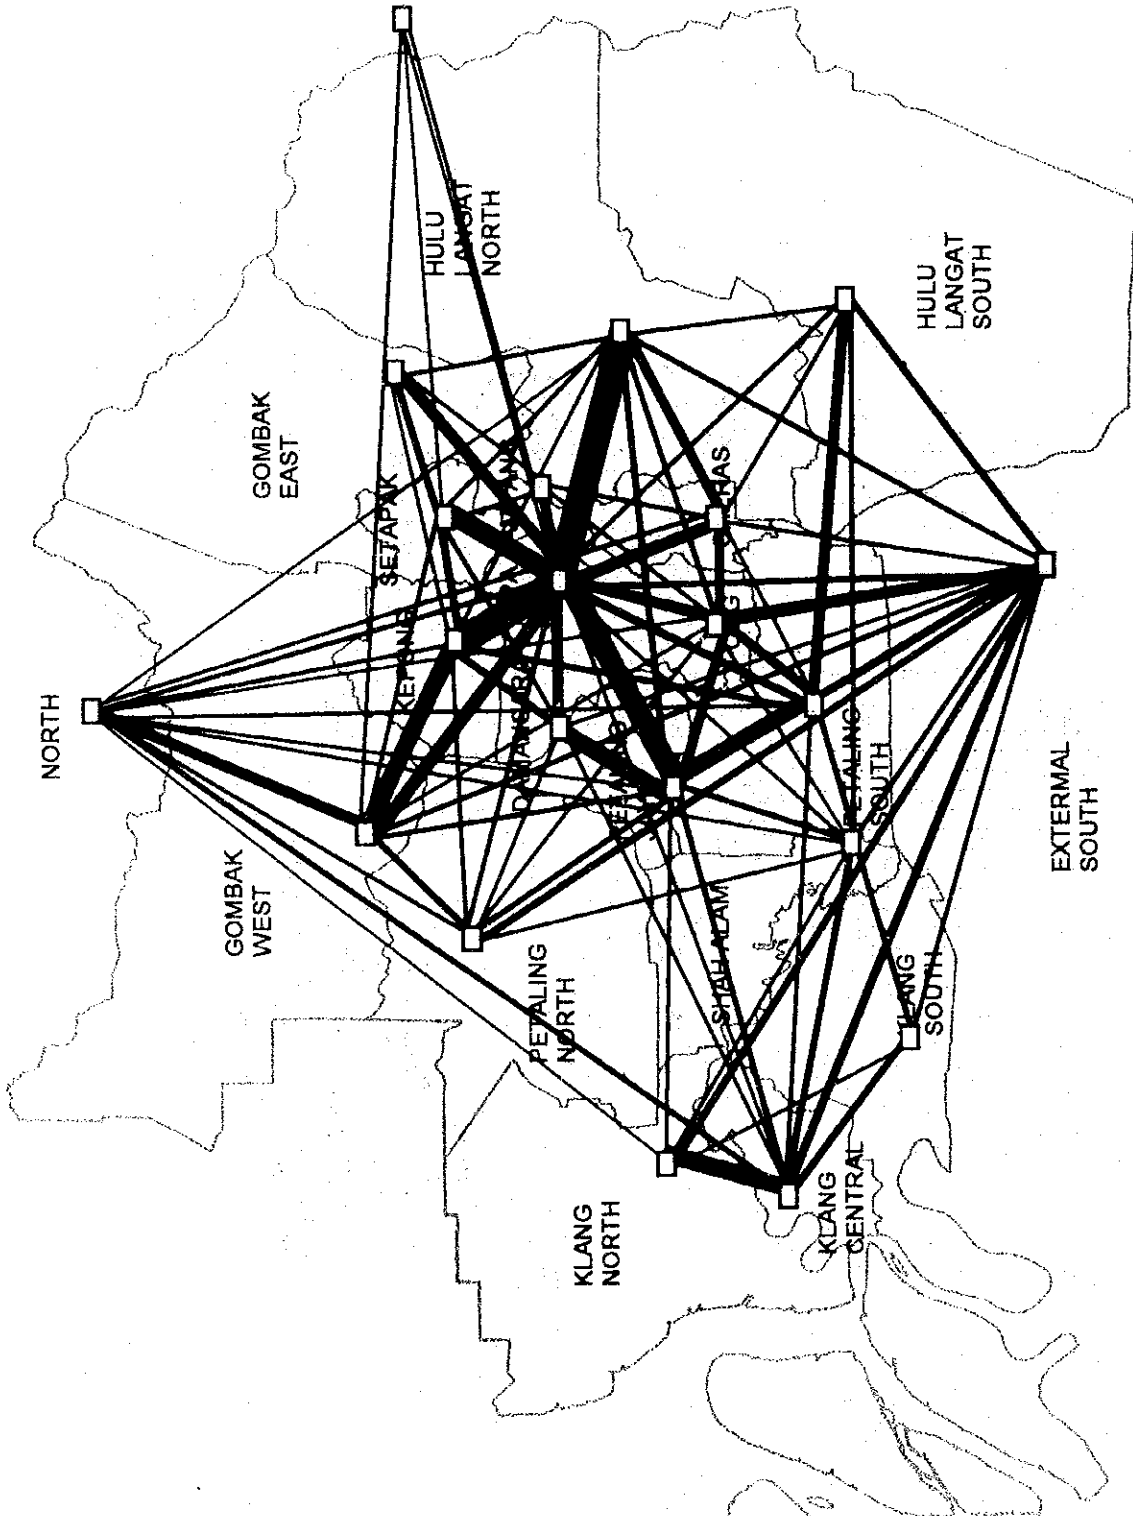 NORTH
GOMBAK
WEST
GOMBAK
EAST
SETAPAK
HULU
LANGAT
NORTH
HULU
LANGAT
SOUTH
PETALING
NORTH
SHAH ALAM
PETALING
SOUTH
KLANG
NORTH
KLANG
CENTRAL
SOUTH
EXTERMAL
SOUTH